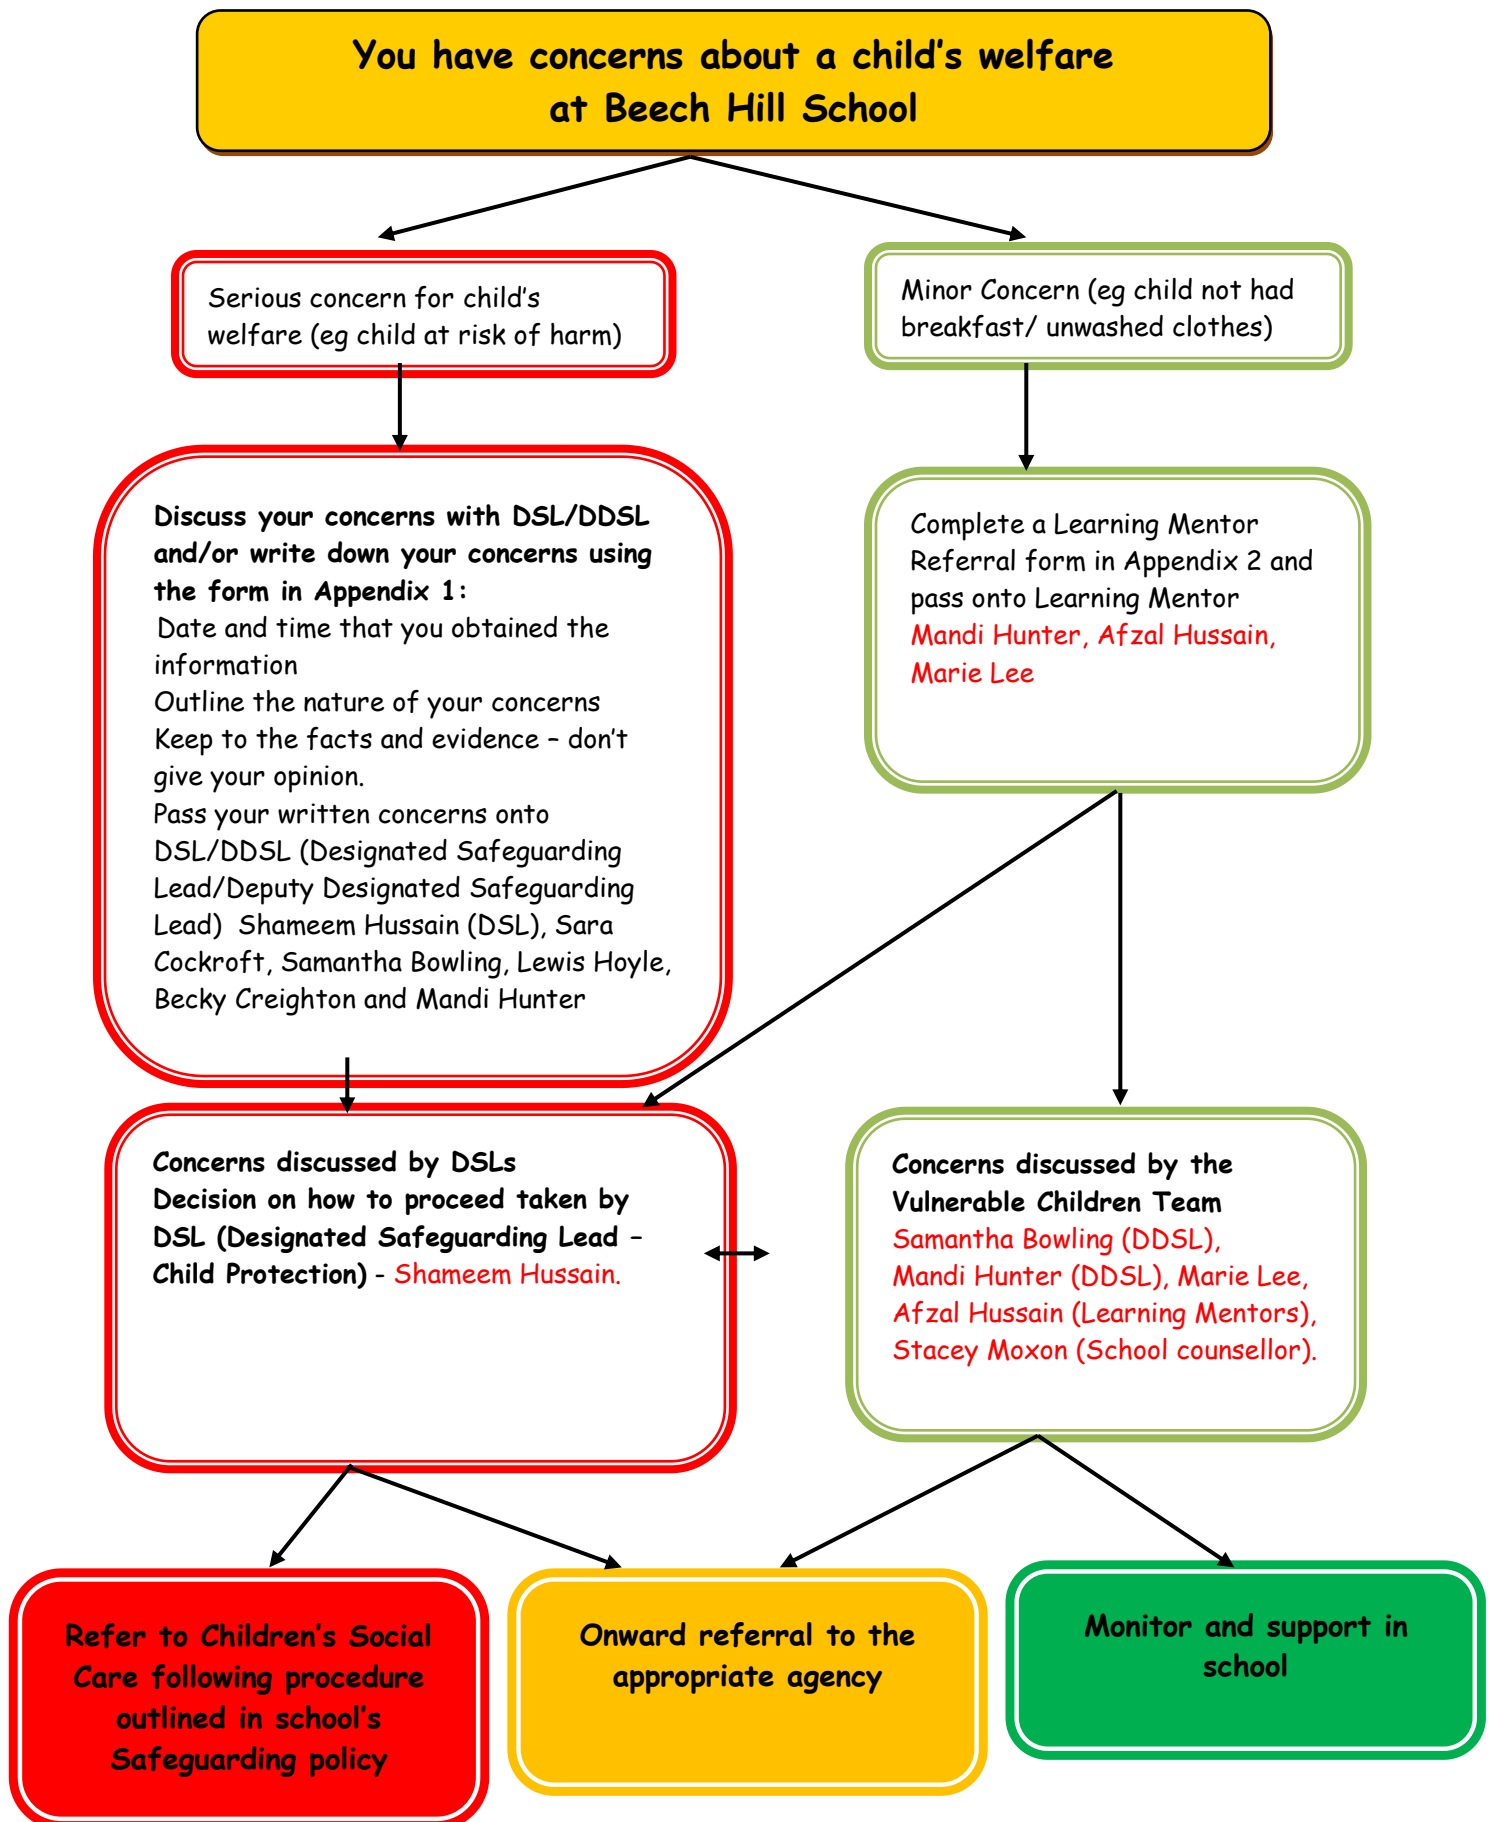 You have concerns about a child's welfare
at Beech Hill School
Serious concern for child's
welfare (eg child at risk of harm)
Minor Concern (eg child not had
breakfast/ unwashed clothes)
Discuss your concerns with DSL/DDSL
and/or write down your concerns using
the form in Appendix 1:
Date and time that you obtained the
information
Outline the nature of your concerns
Keep to the facts and evidence – don't
give your opinion.
Pass your written concerns onto
DSL/DDSL (Designated Safeguarding
Lead/Deputy Designated Safeguarding
Lead) Shameem Hussain (DSL), Sara
Cockroft, Samantha Bowling, Lewis Hoyle,
Becky Creighton and Mandi Hunter
Complete a Learning Mentor
Referral form in Appendix 2 and
pass onto Learning Mentor
Mandi Hunter, Afzal Hussain,
Marie Lee
Concerns discussed by DSLs
Decision on how to proceed taken by
DSL (Designated Safeguarding Lead –
Child Protection) - Shameem Hussain.
Concerns discussed by the
Vulnerable Children Team
Samantha Bowling (DDSL),
Mandi Hunter (DDSL), Marie Lee,
Afzal Hussain (Learning Mentors),
Stacey Moxon (School counsellor).
Refer to Children's Social
Care following procedure
outlined in school's
Safeguarding policy
Onward referral to the
appropriate agency
Monitor and support in
school